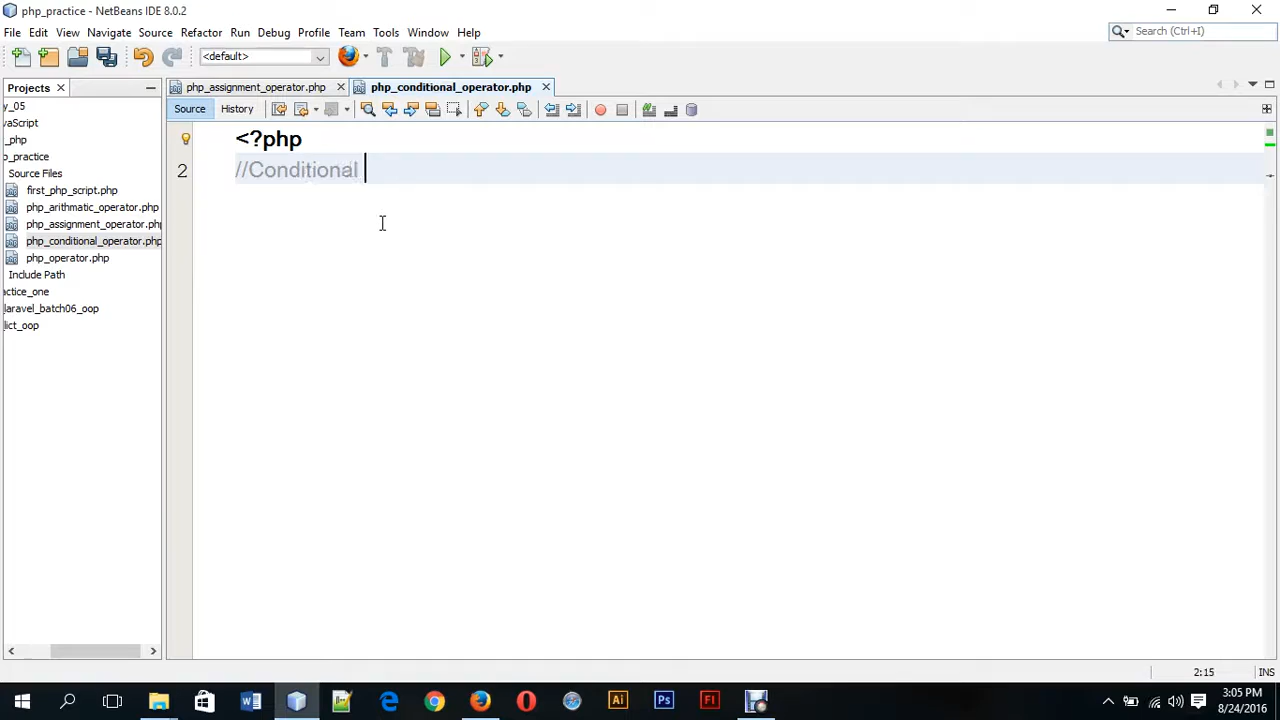 php_practice - NetBeans IDE 8.0.2
File Edit View Navigate Source Refactor Run Debug Profile Team Tools Window Help
Search (Ctrl+I)
<default>
Projects
php_assignment_operator.php
php_conditional_operator.php
Source History
y_05
vaScript
_php
p_practice
Source Files
first_php_script.php
php_arithmatic_operator.php
php_assignment_operator.php
php_conditional_operator.php
php_operator.php
Include Path
actice_one
laravel_batch06_oop
lict_oop
<?php
2 //Conditional
2:15 INS
3:05 PM
8/24/2016